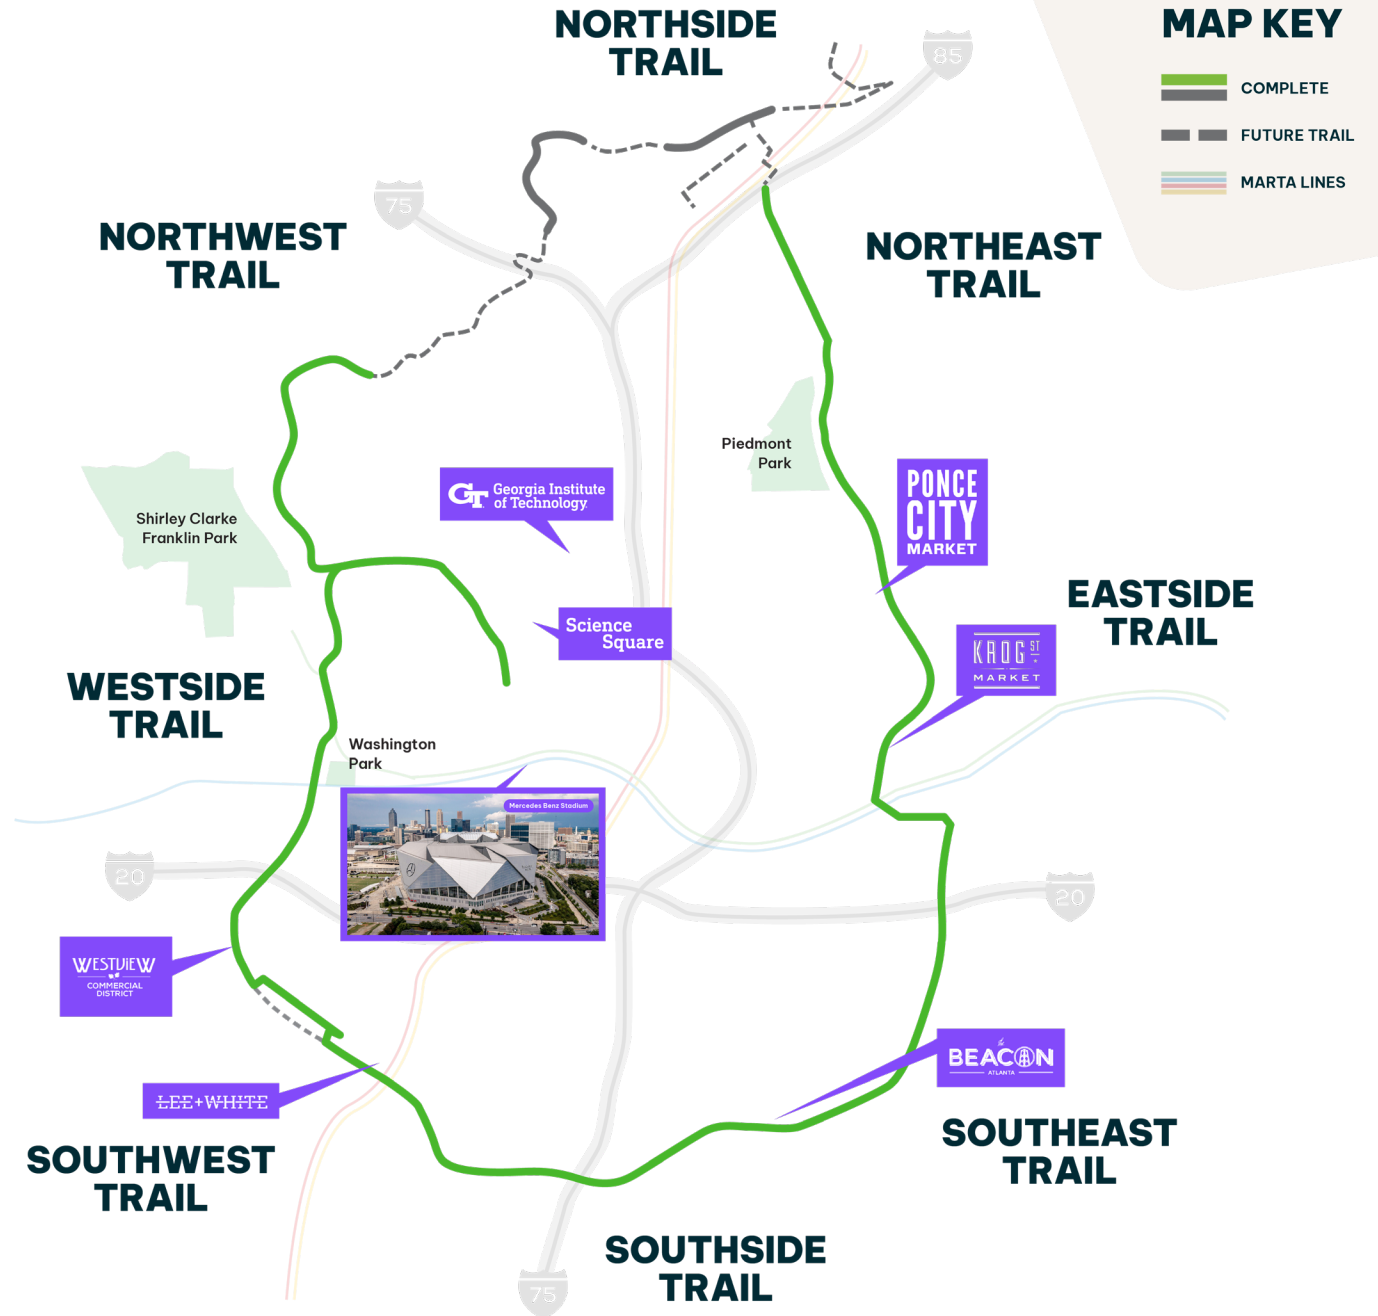 NORTHSIDE
TRAIL
85
MAP KEY
COMPLETE
FUTURE TRAIL
MARTA LINES
75
NORTHWEST
TRAIL
NORTHEAST
TRAIL
Piedmont
Park
PONCE
CITY
MARKET
GT Georgia Institute
of Technology
Shirley Clarke
Franklin Park
EASTSIDE
TRAIL
Science
Square
KROG ST
MARKET
WESTSIDE
TRAIL
Washington
Park
Mercedes Benz Stadium
20
20
WESTVIEW
COMMERCIAL
DISTRICT
the
BEACON
ATLANTA
LEE+WHITE
SOUTHWEST
TRAIL
SOUTHEAST
TRAIL
SOUTHSIDE
TRAIL
75